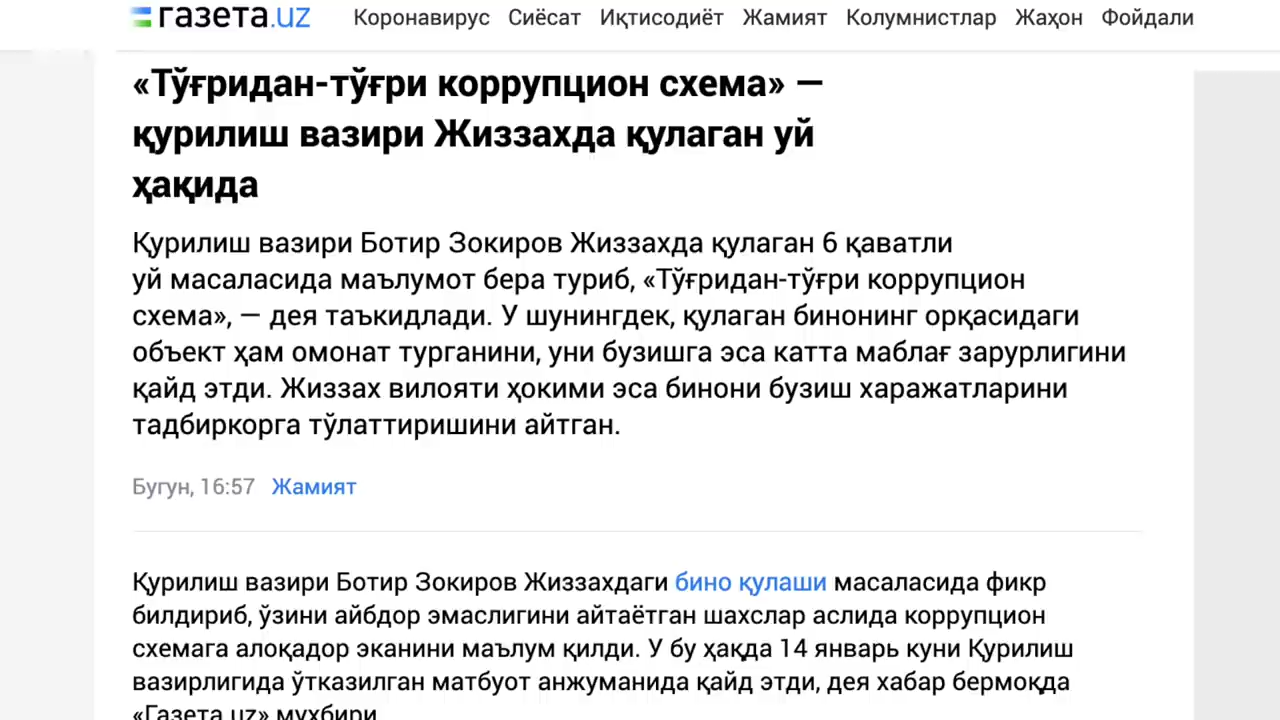 газета.uz
Коронавирус Сиёсат Иқтисодиёт Жамият Колумнистлар Жаҳон Фойдали
«Тўғридан-тўғри коррупцион схема» —
қурилиш вазири Жиззахда қулаган уй
ҳақида
Қурилиш вазири Ботир Зокиров Жиззахда қулаган 6 қаватли
уй масаласида маълумот бера туриб, «Тўғридан-тўғри коррупцион
схема», — дея таъкидлади. У шунингдек, қулаган бинонинг орқасидаги
объект ҳам омонат турганини, уни бузишга эса катта маблағ зарурлигини
қайд этди. Жиззах вилояти ҳокими эса бинони бузиш харажатларини
тадбиркорга тўлаттиришини айтган.
Бугун, 16:57 Жамият
Қурилиш вазири Ботир Зокиров Жиззахдаги бино қулаши масаласида фикр
билдириб, ўзини айбдор эмаслигини айтаётган шахслар аслида коррупцион
схемага алоқадор эканини маълум қилди. У бу ҳақда 14 январь куни Қурилиш
вазирлигида ўтказилган матбуот анжуманида қайд этди, дея хабар бермоқда
«Газета.uz» мухбири